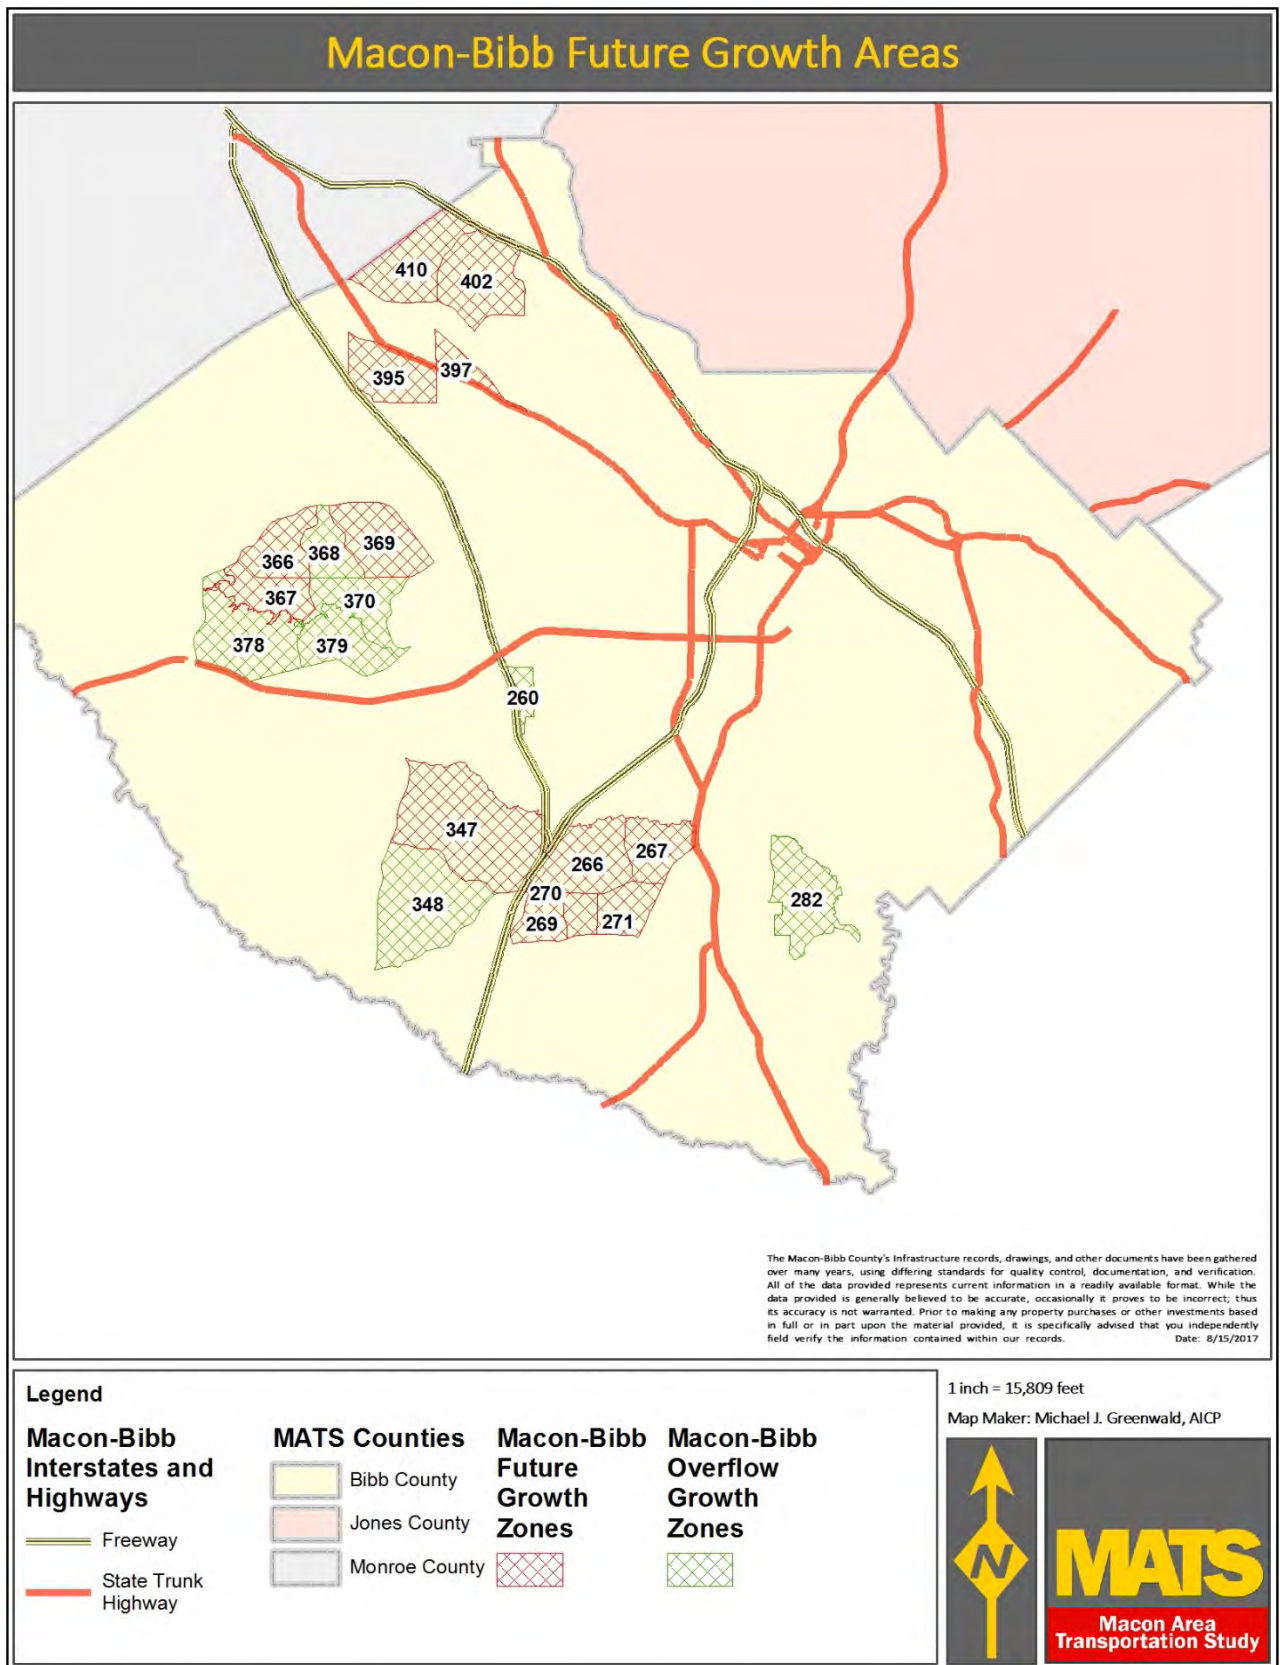 Macon-Bibb Future Growth Areas
410
402
395
397
366
368
369
367
370
378
379
260
347
266
267
348
270
269
271
282
The Macon-Bibb County's Infrastructure records, drawings, and other documents have been gathered
over many years, using differing standards for quality control, documentation, and verification.
All of the data provided represents current information in a readily available format. While the
data provided is generally believed to be accurate, occasionally it proves to be incorrect; thus
its accuracy is not warranted. Prior to making any property purchases or other investments based
in full or in part upon the material provided, it is specifically advised that you independently
field verify the information contained within our records. Date: 8/15/2017
Legend
Macon-Bibb
Interstates and
Highways
Freeway
State Trunk
Highway
MATS Counties
Bibb County
Jones County
Monroe County
Macon-Bibb
Future
Growth
Zones
Macon-Bibb
Overflow
Growth
Zones
1 inch = 15,809 feet
Map Maker: Michael J. Greenwald, AICP
N
MATS
Macon Area
Transportation Study